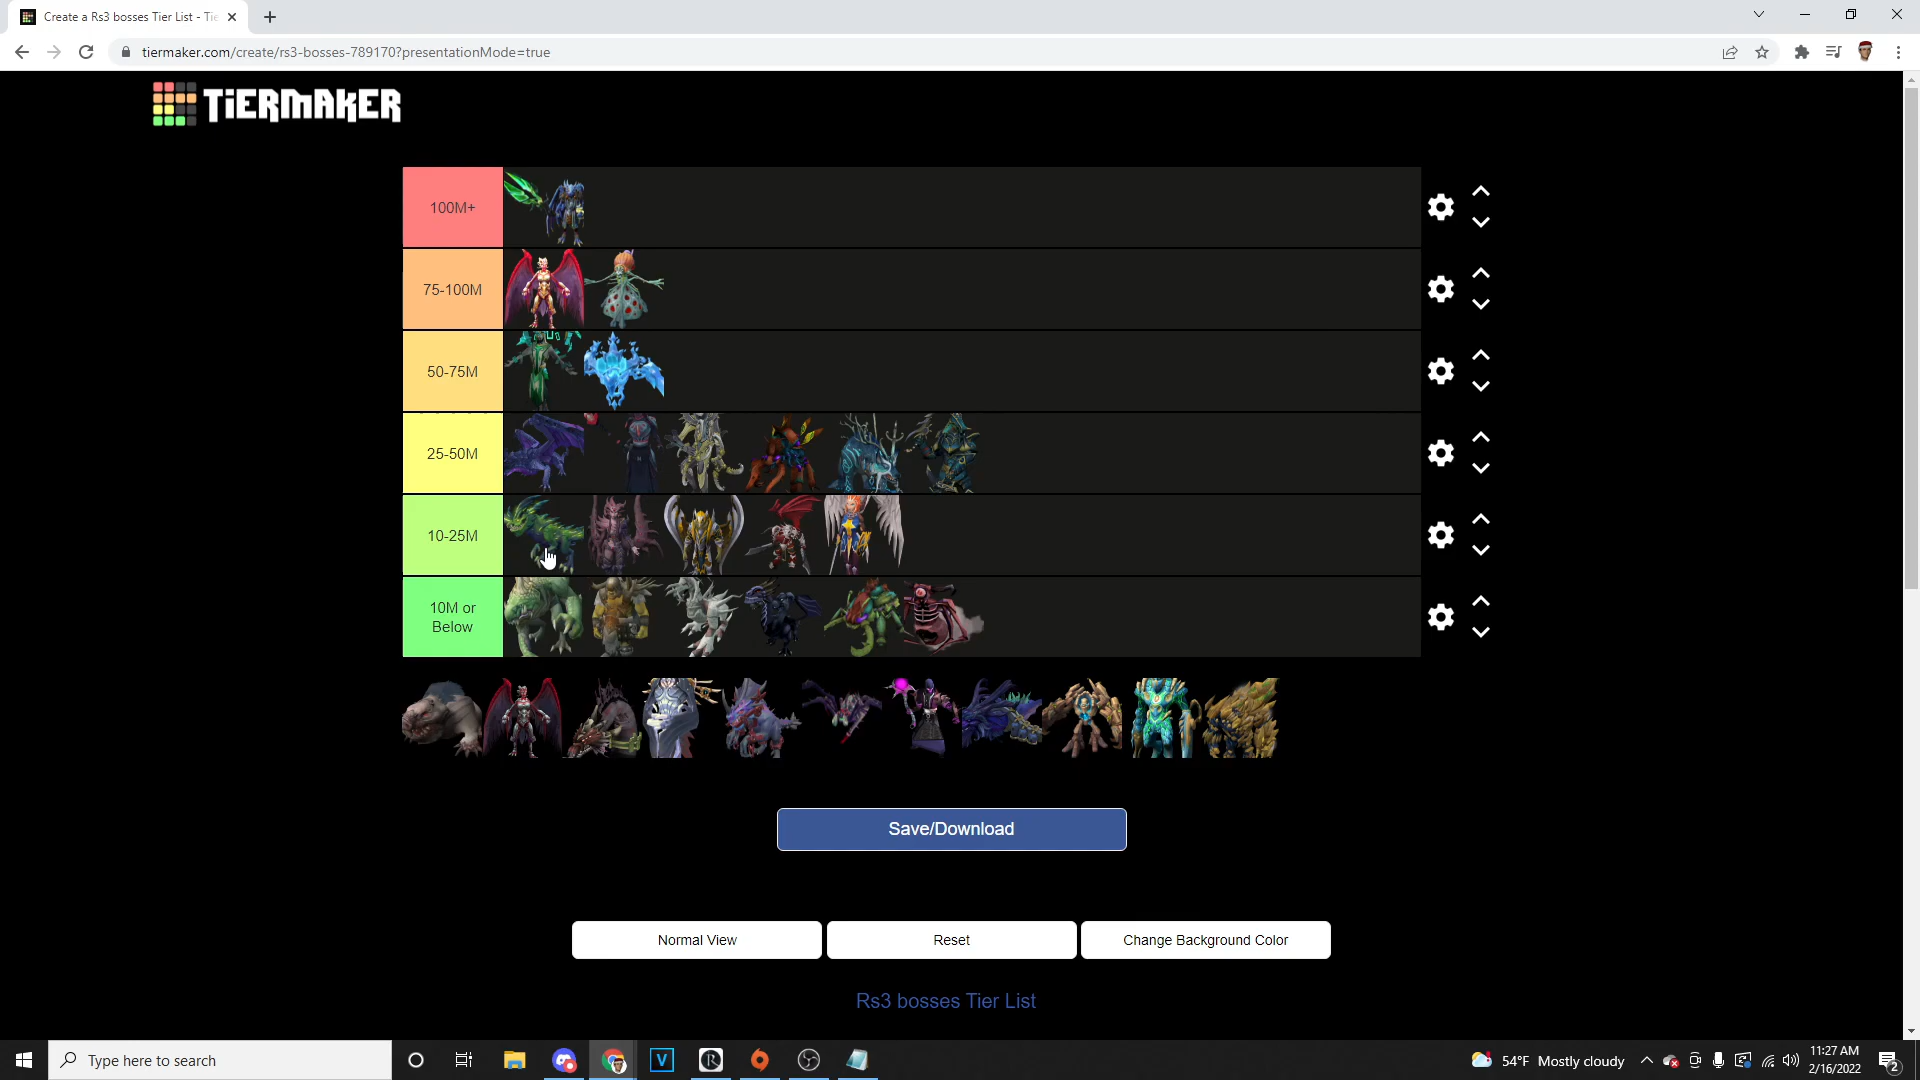 Create a Rs3 bosses Tier List - Tie
tiermaker.com/create/rs3-bosses-789170?presentationMode=true
TiERMAKER
100M+
75-100M
50-75M
25-50M
10-25M
10M or
Below
Save/Download
Normal View
Reset
Change Background Color
Rs3 bosses Tier List
Type here to search
V
R
54°F Mostly cloudy
11:27 AM
2/16/2022
2